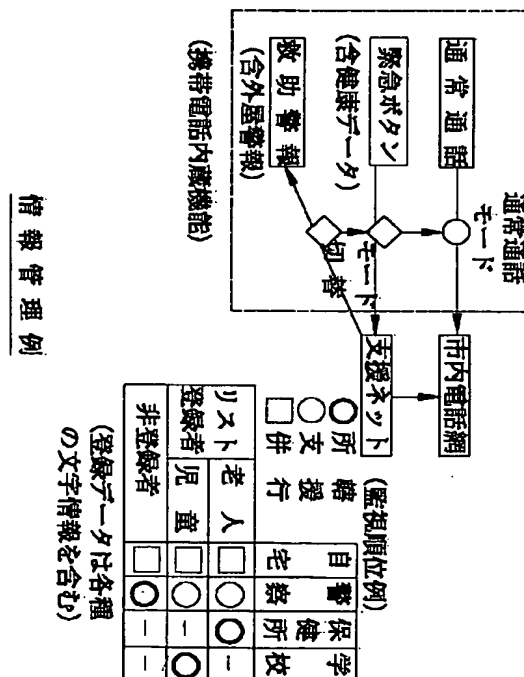 通常通話
モード
通常通話
市内電話網
緊急ボタン
(含健康データ)
モード
切替
支援ネット
救助警報
(含外屋警報)
(携帯電話内蔵機能)
(監視順位例)
◎所轄
○支援
□併行
自宅 警察 保健所 学校
リスト登録者 老人 □ ○ ◎ －
児童 □ ○ － ◎
非登録者 □ ◎ － －
(登録データは各種
の文字情報を含む)
情報管理例